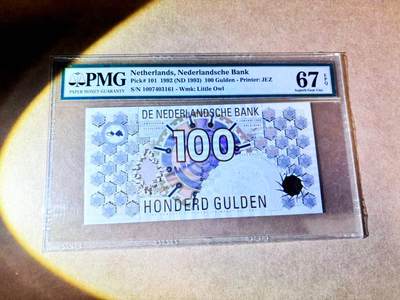 PMG
PAPER MONEY GUARANTY
Netherlands, Nederlandsche Bank
Pick# 101 1992 (ND 1993) 100 Gulden - Printer: JEZ
S/N 1097403161 - Wmk: Little Owl
67 EPQ
Superb Gem Unc
DE NEDERLANDSCHE BANK
100
HONDERD GULDEN